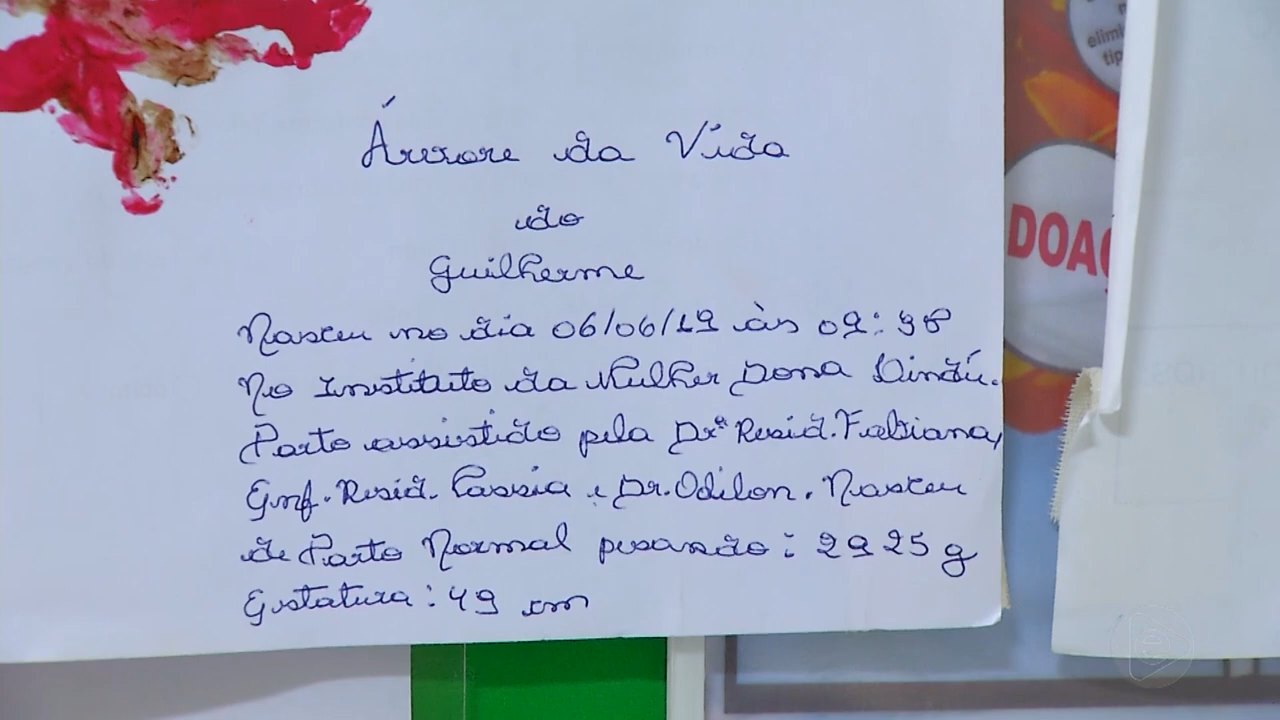 Árvore da Vida
do
Guilherme
Nasceu no dia 06/06/19 às 09:38
No Instituto da Mulher Dona Lindú.
Parto assistido pela Drª Resid. Fabiana,
Enf. Resid. Cassia e Dr. Odilon. Nasceu
de Parto Normal pesando: 2925 g
Estatura: 49 cm
DOAÇ
elim
tip